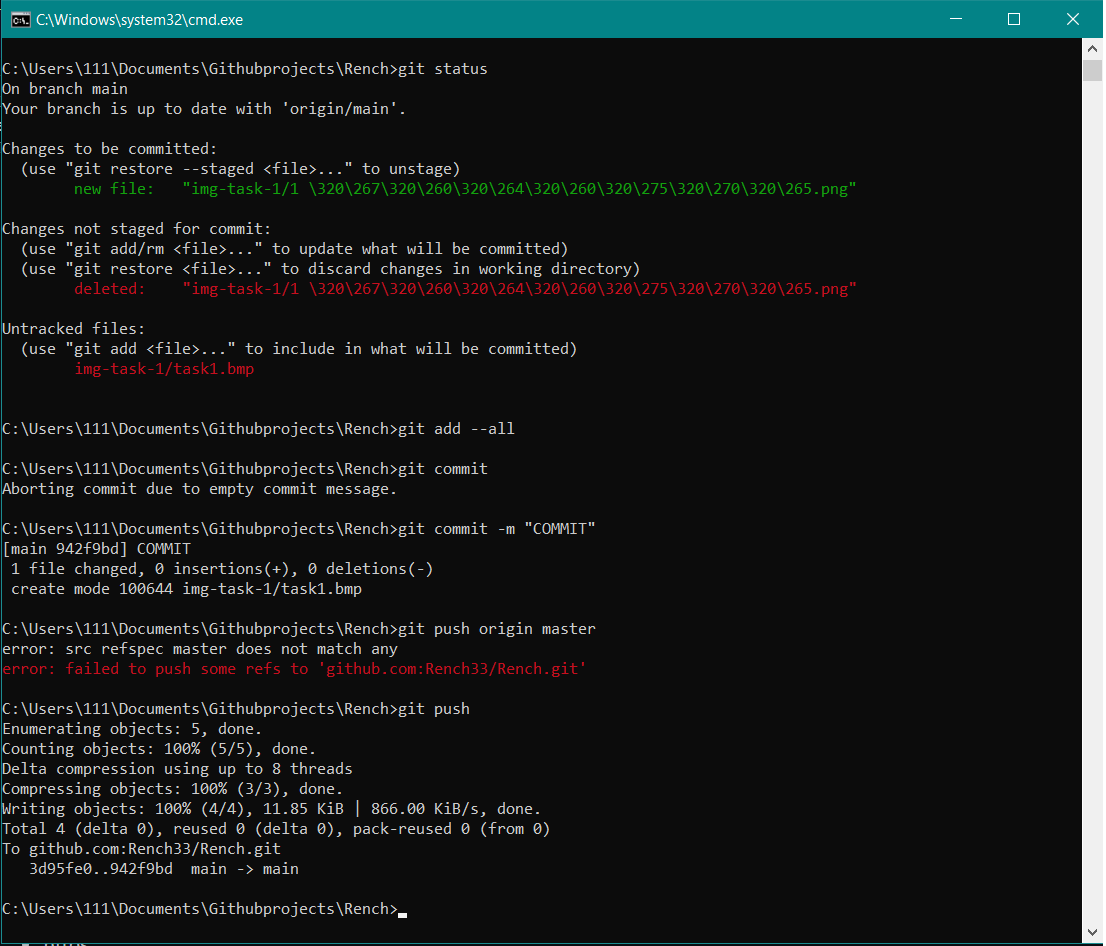 C:\Windows\system32\cmd.exe
C:\Users\111\Documents\Githubprojects\Rench>git status
On branch main
Your branch is up to date with 'origin/main'.
Changes to be committed:
  (use "git restore --staged <file>..." to unstage)
        new file:   "img-task-1/1 \320\267\320\260\320\264\320\260\320\275\320\270\320\265.png"
Changes not staged for commit:
  (use "git add/rm <file>..." to update what will be committed)
  (use "git restore <file>..." to discard changes in working directory)
        deleted:    "img-task-1/1 \320\267\320\260\320\264\320\260\320\275\320\270\320\265.png"
Untracked files:
  (use "git add <file>..." to include in what will be committed)
        img-task-1/task1.bmp
C:\Users\111\Documents\Githubprojects\Rench>git add --all
C:\Users\111\Documents\Githubprojects\Rench>git commit
Aborting commit due to empty commit message.
C:\Users\111\Documents\Githubprojects\Rench>git commit -m "COMMIT"
[main 942f9bd] COMMIT
 1 file changed, 0 insertions(+), 0 deletions(-)
 create mode 100644 img-task-1/task1.bmp
C:\Users\111\Documents\Githubprojects\Rench>git push origin master
error: src refspec master does not match any
error: failed to push some refs to 'github.com:Rench33/Rench.git'
C:\Users\111\Documents\Githubprojects\Rench>git push
Enumerating objects: 5, done.
Counting objects: 100% (5/5), done.
Delta compression using up to 8 threads
Compressing objects: 100% (3/3), done.
Writing objects: 100% (4/4), 11.85 KiB | 866.00 KiB/s, done.
Total 4 (delta 0), reused 0 (delta 0), pack-reused 0 (from 0)
To github.com:Rench33/Rench.git
   3d95fe0..942f9bd  main -> main
C:\Users\111\Documents\Githubprojects\Rench>